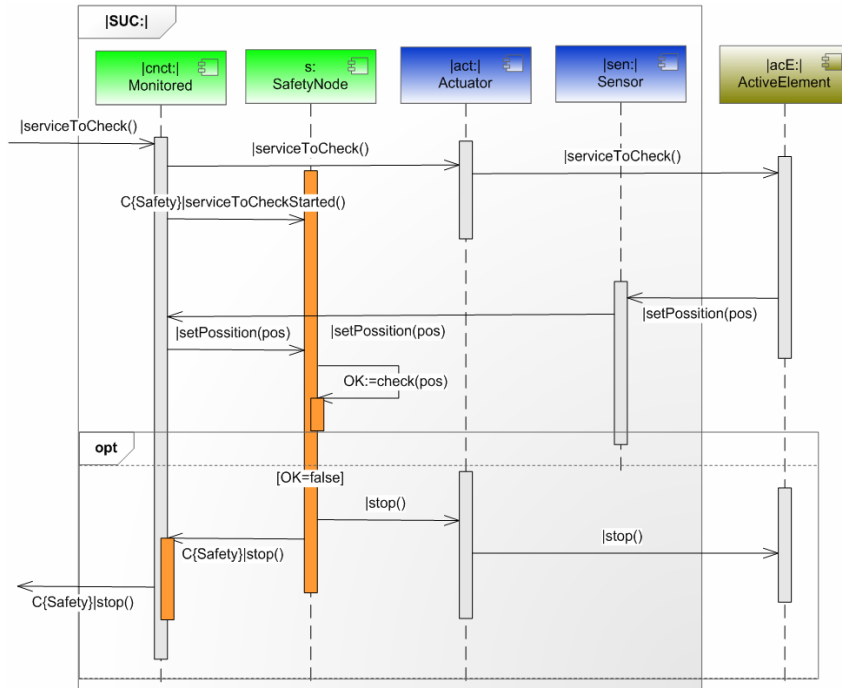 |SUC:|
|cnct:|
Monitored
s:
SafetyNode
|act:|
Actuator
|sen:|
Sensor
|acE:|
ActiveElement
|serviceToCheck()
|serviceToCheck()
|serviceToCheck()
C{Safety}|serviceToCheckStarted()
|setPossition(pos)
|setPossition(pos)
|setPossition(pos)
OK:=check(pos)
opt
[OK=false]
|stop()
|stop()
C{Safety}|stop()
C{Safety}|stop()